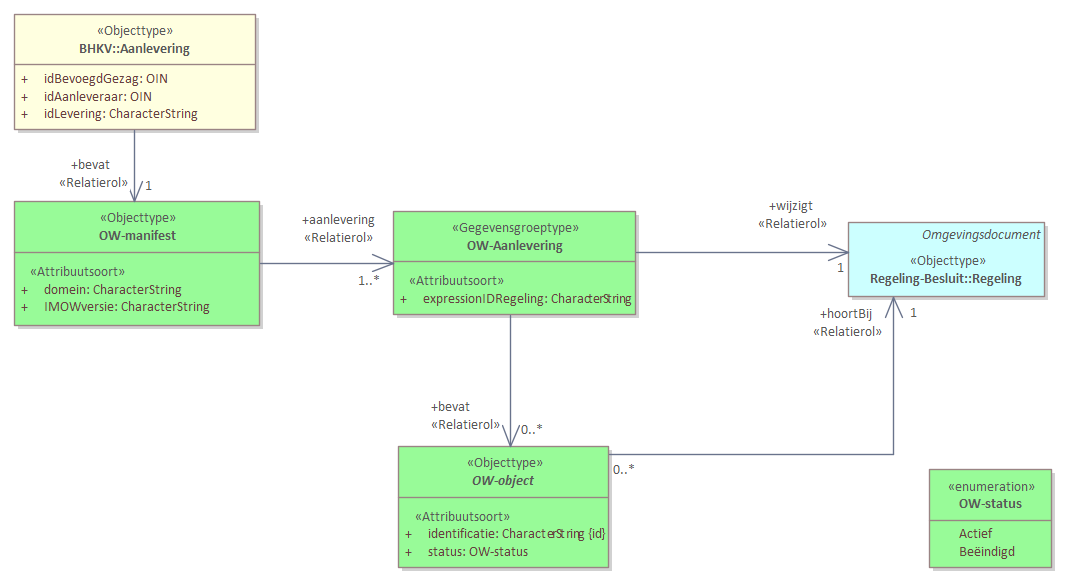 «Objecttype»
BHKV::Aanlevering
+ idBevoegdGezag: OIN
+ idAanleveraar: OIN
+ idLevering: CharacterString
+bevat
«Relatierol»
1
«Objecttype»
OW-manifest
«Attribuutsoort»
+ domein: CharacterString
+ IMOWversie: CharacterString
+aanlevering
«Relatierol»
1..*
«Gegevensgroeptype»
OW-Aanlevering
«Attribuutsoort»
+ expressionIDRegeling: CharacterString
+wijzigt
«Relatierol»
1
Omgevingsdocument
«Objecttype»
Regeling-Besluit::Regeling
+hoortBij
«Relatierol»
1
+bevat
«Relatierol»
0..*
«Objecttype»
OW-object
«Attribuutsoort»
+ identificatie: CharacterString {id}
+ status: OW-status
0..*
«enumeration»
OW-status
Actief
Beëindigd